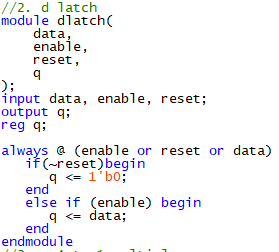 //2. d latch
module dlatch(
    data,
    enable,
    reset,
    q
);
input data, enable, reset;
output q;
reg q;

always @ (enable or reset or data)
   if(~reset)begin
      q <= 1'b0;
   end
   else if (enable) begin
      q <= data;
   end
endmodule